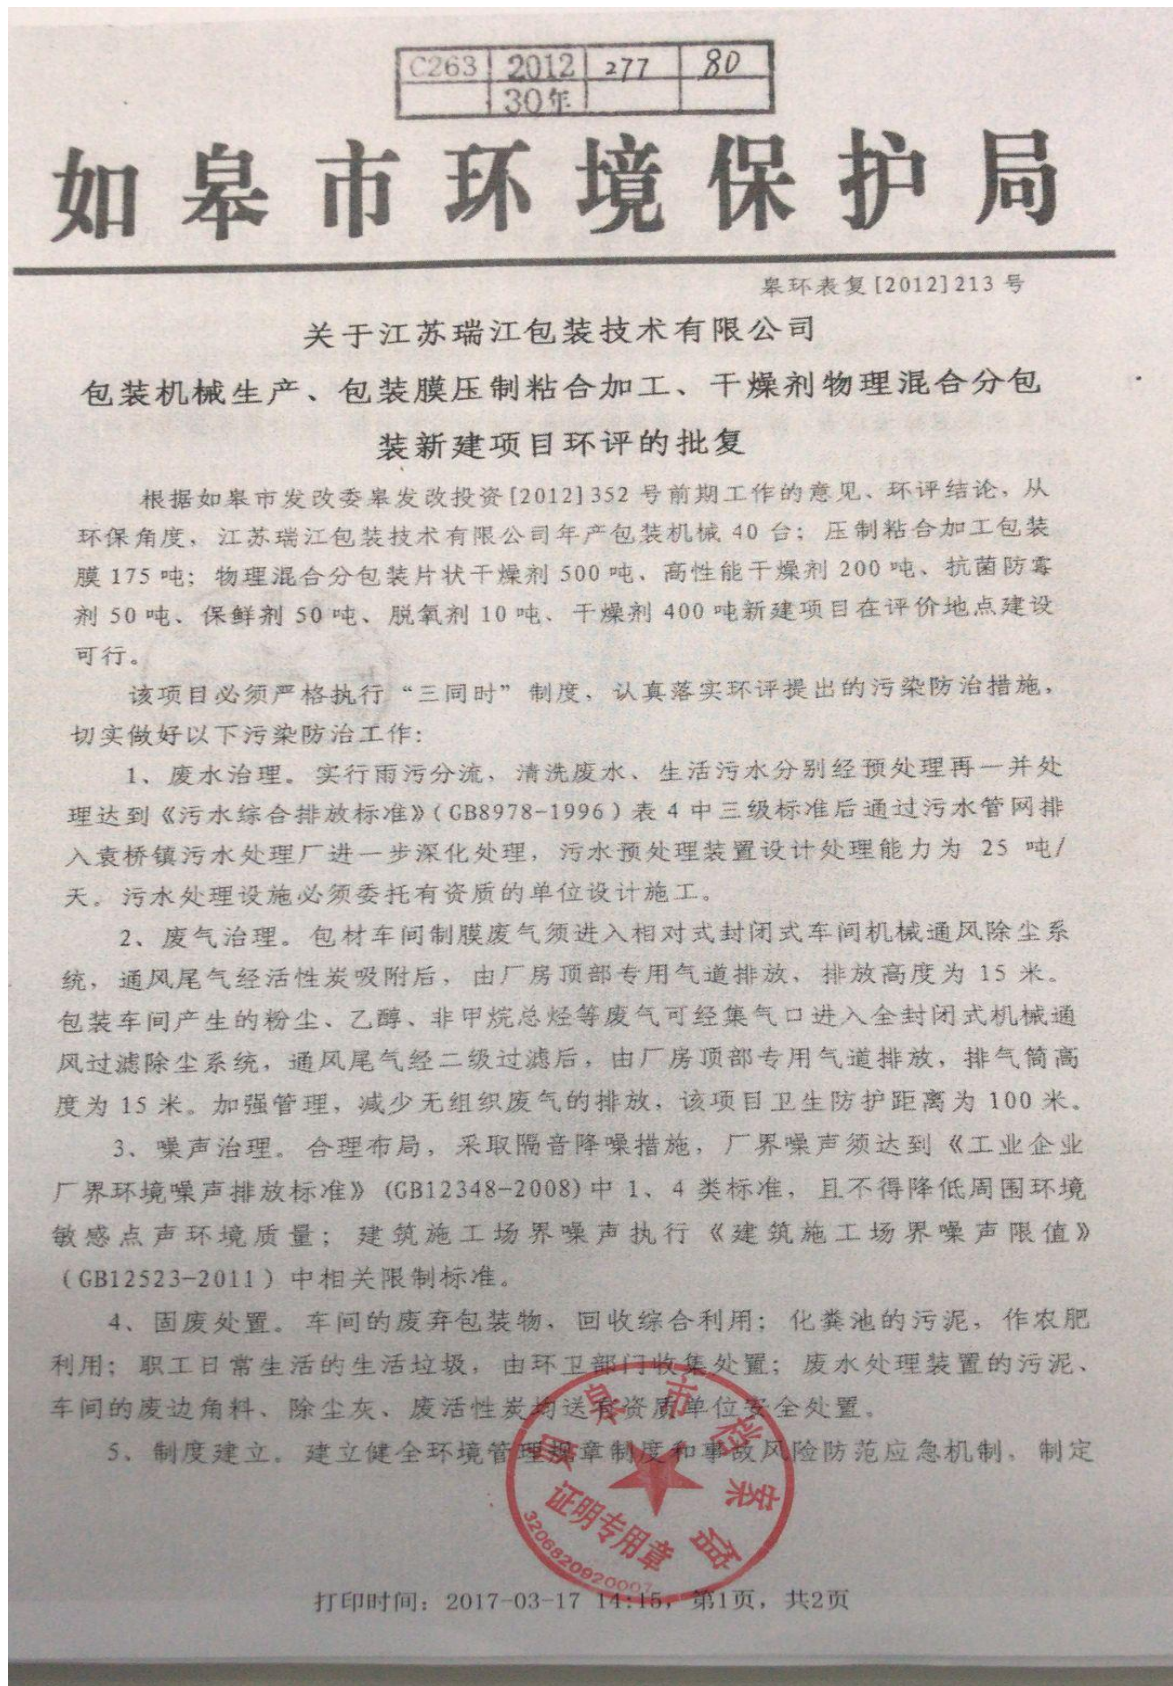 C263 2012 277 80
30年
如皋市环境保护局
皋环表复[2012]213号
关于江苏瑞江包装技术有限公司
包装机械生产、包装膜压制粘合加工、干燥剂物理混合分包
装新建项目环评的批复
根据如皋市发改委皋发改投资[2012]352号前期工作的意见、环评结论，从
环保角度，江苏瑞江包装技术有限公司年产包装机械40台；压制粘合加工包装
膜175吨；物理混合分包装片状干燥剂500吨、高性能干燥剂200吨、抗菌防霉
剂50吨、保鲜剂50吨、脱氧剂10吨、干燥剂400吨新建项目在评价地点建设
可行。
该项目必须严格执行“三同时”制度，认真落实环评提出的污染防治措施，
切实做好以下污染防治工作：
1、废水治理。实行雨污分流，清洗废水、生活污水分别经预处理再一并处
理达到《污水综合排放标准》（GB8978-1996）表4中三级标准后通过污水管网排
入袁桥镇污水处理厂进一步深化处理，污水预处理装置设计处理能力为 25 吨/
天。污水处理设施必须委托有资质的单位设计施工。
2、废气治理。包材车间制膜废气须进入相对式封闭式车间机械通风除尘系
统，通风尾气经活性炭吸附后，由厂房顶部专用气道排放，排放高度为15米。
包装车间产生的粉尘、乙醇、非甲烷总烃等废气可经集气口进入全封闭式机械通
风过滤除尘系统，通风尾气经二级过滤后，由厂房顶部专用气道排放，排气筒高
度为15米。加强管理，减少无组织废气的排放，该项目卫生防护距离为100米。
3、噪声治理。合理布局，采取隔音降噪措施，厂界噪声须达到《工业企业
厂界环境噪声排放标准》(GB12348-2008)中1、4类标准，且不得降低周围环境
敏感点声环境质量；建筑施工场界噪声执行《建筑施工场界噪声限值》
（GB12523-2011）中相关限制标准。
4、固废处置。车间的废弃包装物，回收综合利用；化粪池的污泥，作农肥
利用；职工日常生活的生活垃圾，由环卫部门收集处置；废水处理装置的污泥、
车间的废边角料、除尘灰、废活性炭均送有资质单位安全处置。
5、制度建立。建立健全环境管理规章制度和事故风险防范应急机制，制定
如皋市档案馆
证明专用章
3206820920007
打印时间：2017-03-17 14:15，第1页，共2页